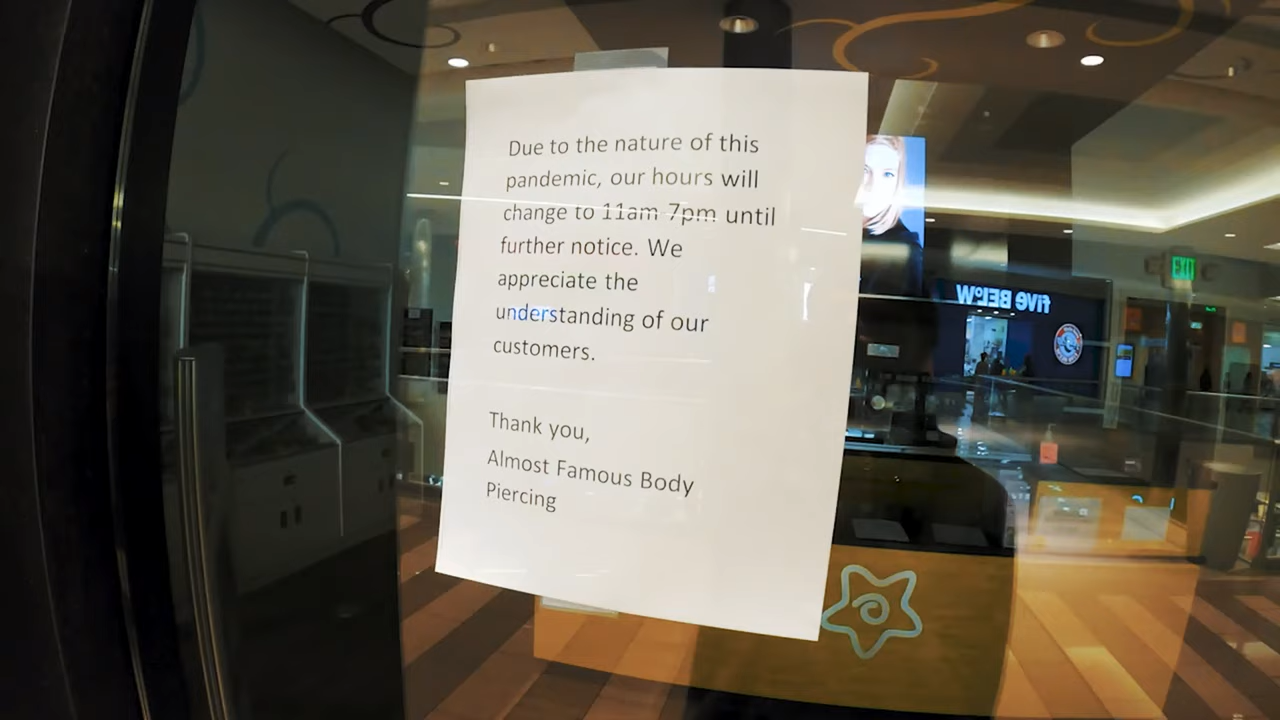 Due to the nature of this
pandemic, our hours will
change to 11am 7pm until
further notice. We
appreciate the
understanding of our
customers.
Thank you,
Almost Famous Body
Piercing
five BELOW
EXIT